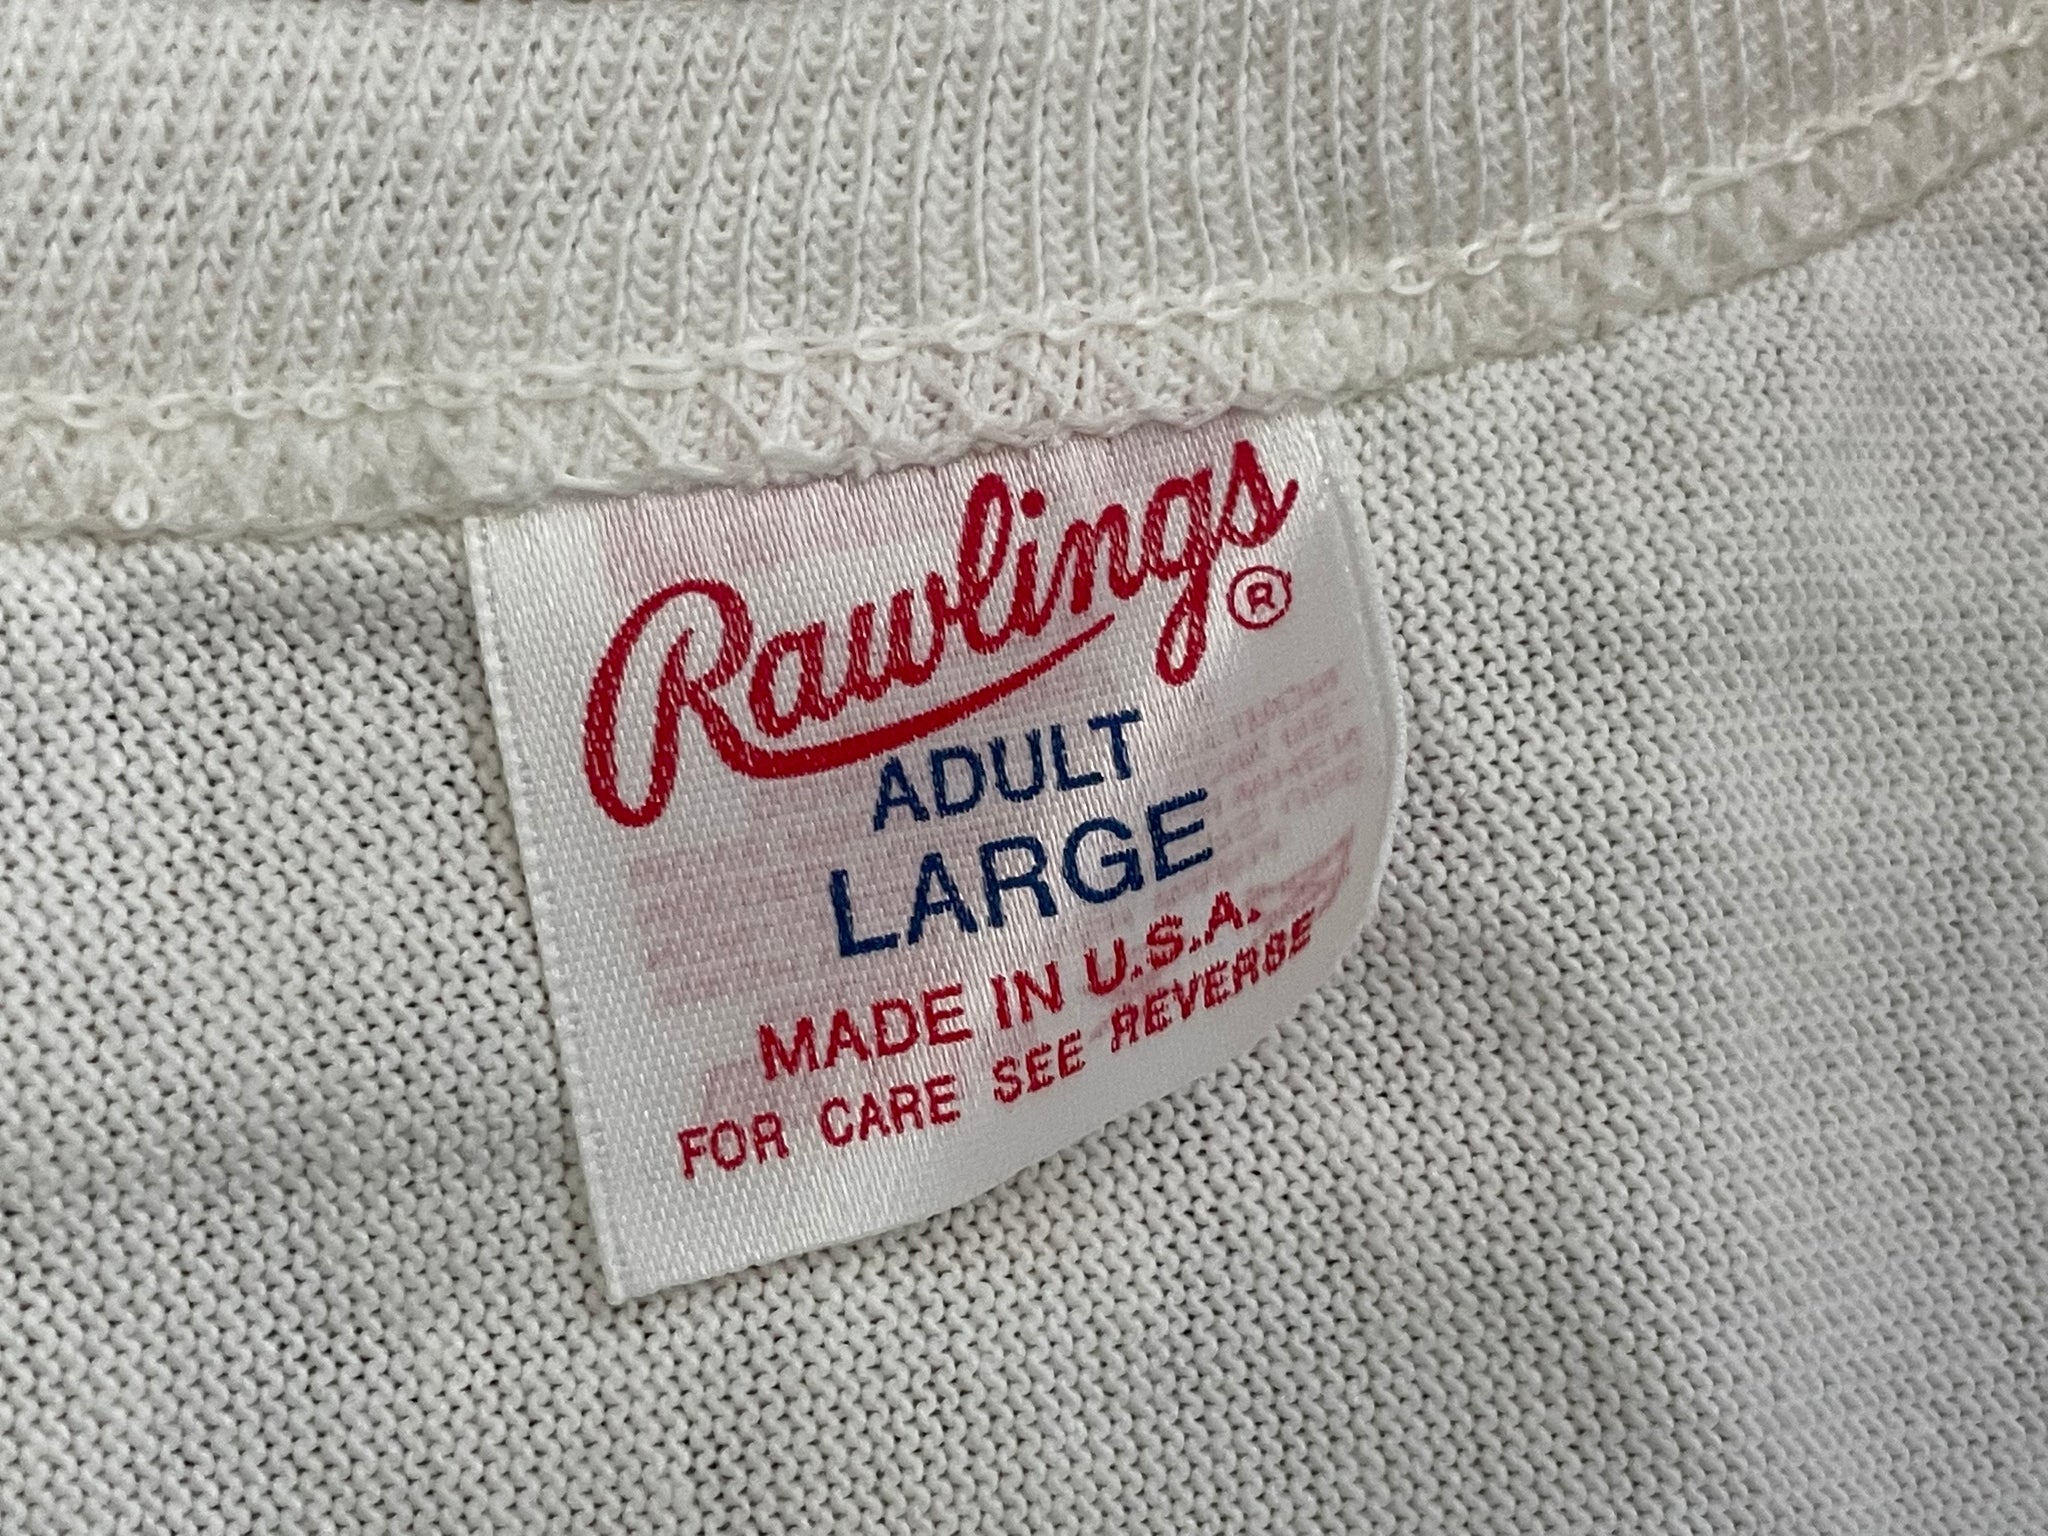 Rawlings ®
ADULT
LARGE
MADE IN U.S.A.
FOR CARE SEE REVERSE